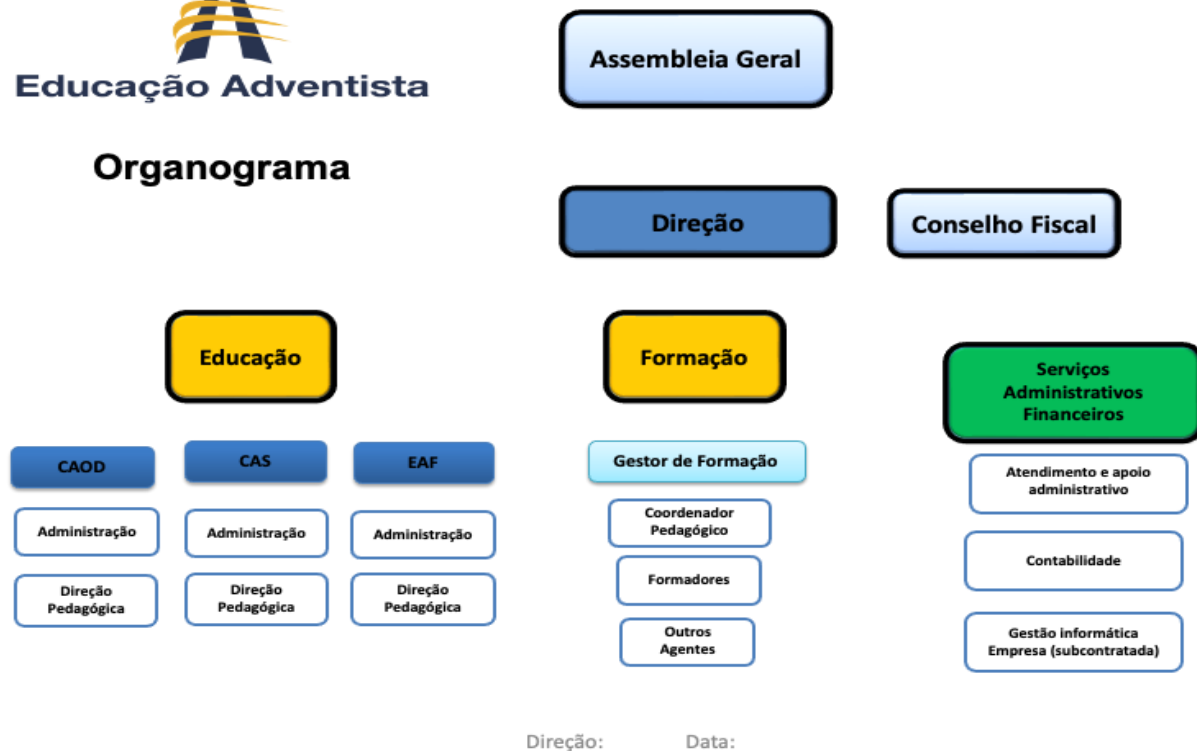 Educação Adventista
Organograma
Assembleia Geral
Direção
Conselho Fiscal
Educação
Formação
Serviços
Administrativos
Financeiros
CAOD
CAS
EAF
Gestor de Formação
Administração
Administração
Administração
Direção
Pedagógica
Direção
Pedagógica
Direção
Pedagógica
Coordenador
Pedagógico
Formadores
Outros
Agentes
Atendimento e apoio
administrativo
Contabilidade
Gestão informática
Empresa (subcontratada)
Direção: Data: